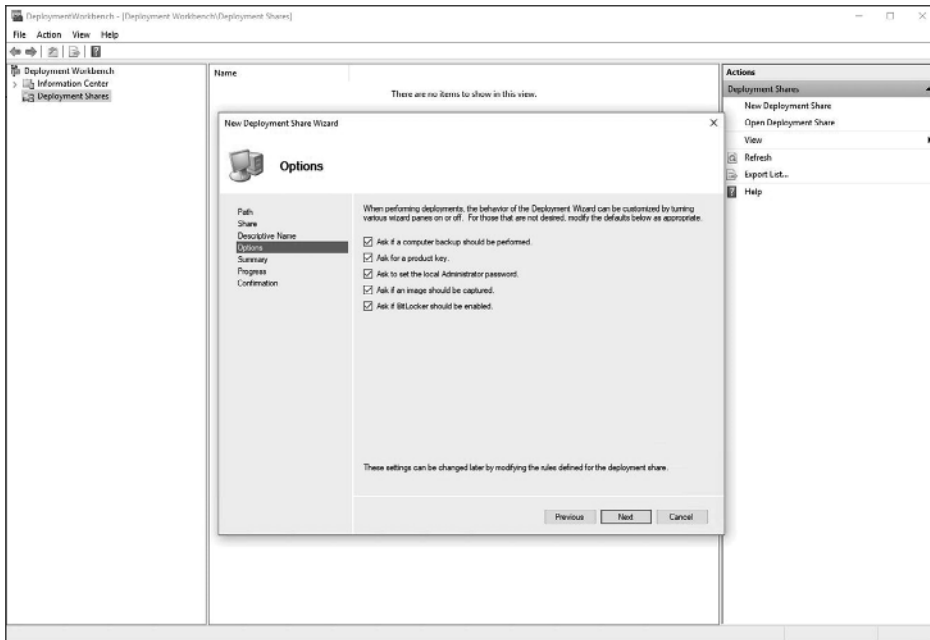 DeploymentWorkbench - [Deployment Workbench\Deployment Shares]
File Action View Help
Deployment Workbench
Information Center
Deployment Shares
Name
There are no items to show in this view.
Actions
Deployment Shares
New Deployment Share
Open Deployment Share
View
Refresh
Export List...
Help
New Deployment Share Wizard
Options
Path
Share
Descriptive Name
Options
Summary
Progress
Confirmation
When performing deployments, the behavior of the Deployment Wizard can be customized by turning
various wizard panes on or off. For those that are not desired, modify the defaults below as appropriate.
Ask if a computer backup should be performed.
Ask for a product key.
Ask to set the local Administrator password.
Ask if an image should be captured.
Ask if BitLocker should be enabled.
These settings can be changed later by modifying the rules defined for the deployment share.
Previous Next Cancel